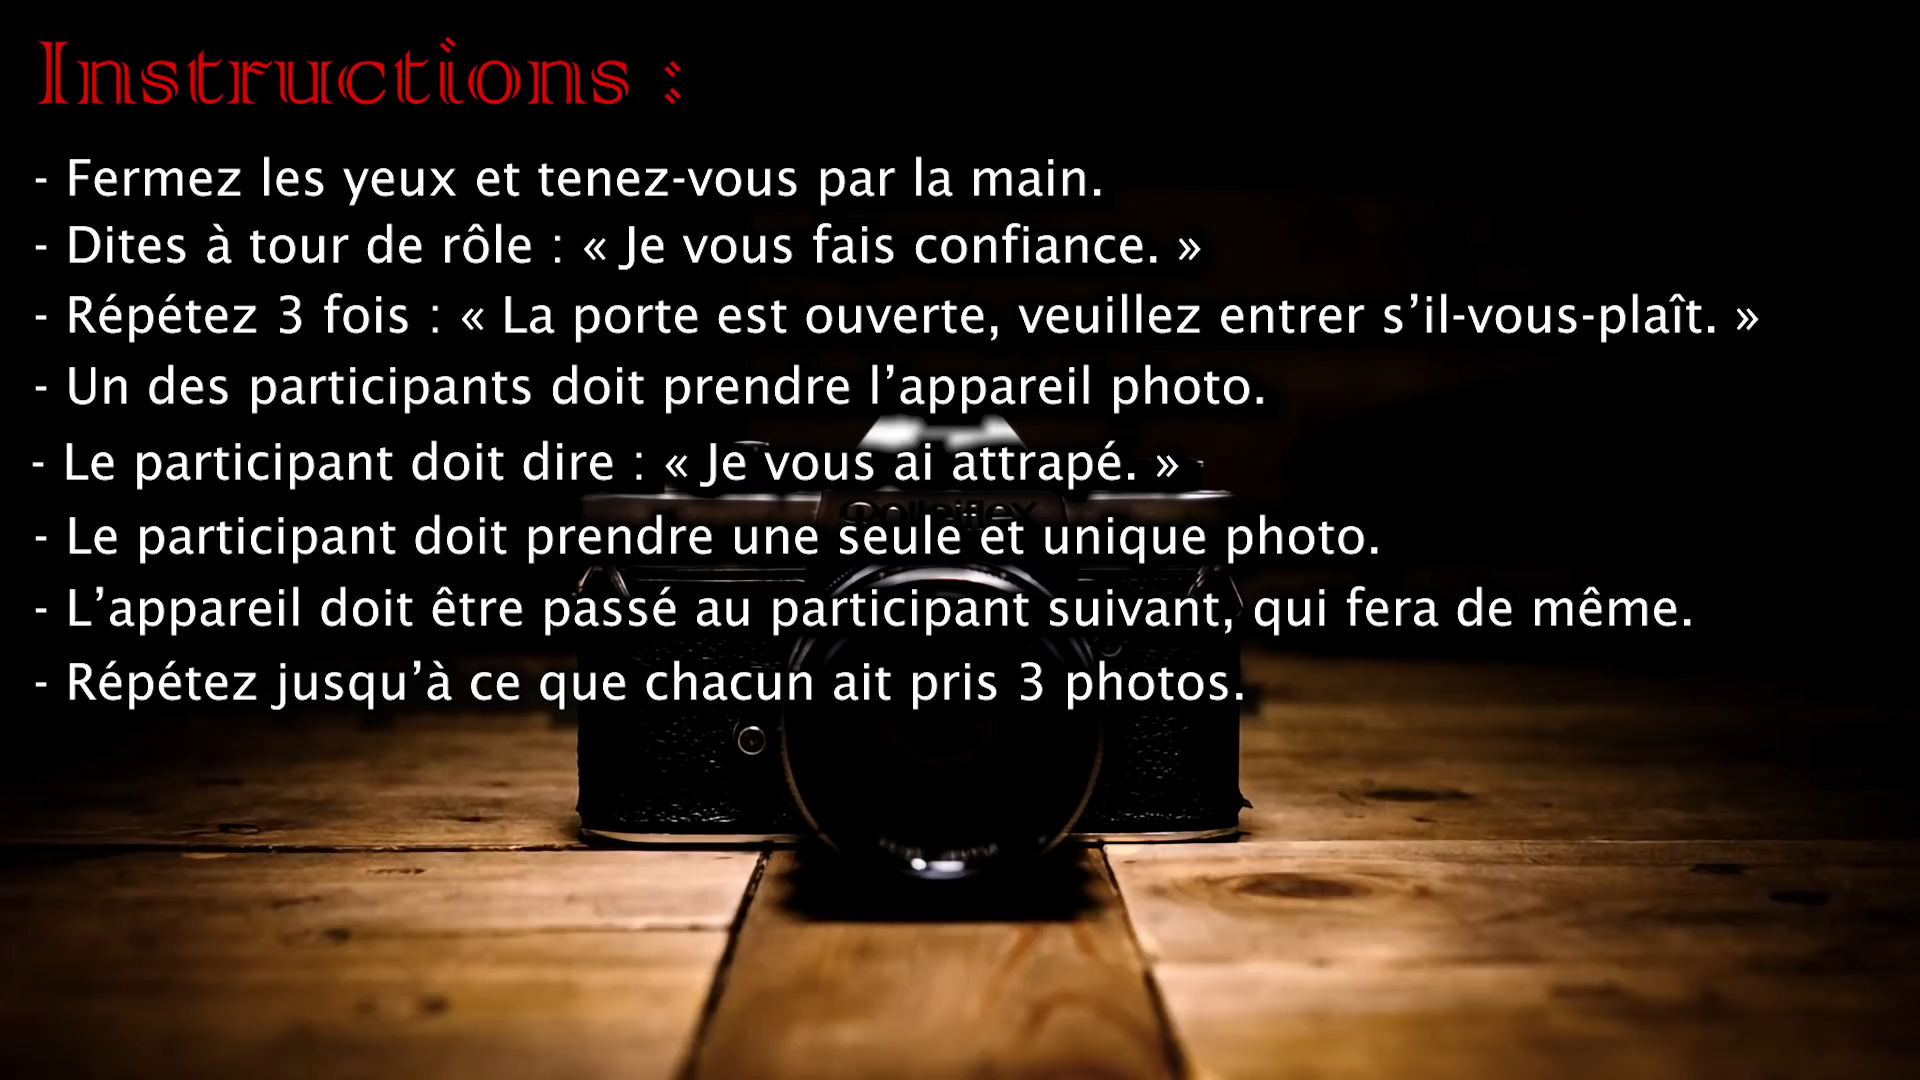 Instructions :
- Fermez les yeux et tenez-vous par la main.
- Dites à tour de rôle : « Je vous fais confiance. »
- Répétez 3 fois : « La porte est ouverte, veuillez entrer s’il-vous-plaît. »
- Un des participants doit prendre l’appareil photo.
- Le participant doit dire : « Je vous ai attrapé. »
Rolleiflex
- Le participant doit prendre une seule et unique photo.
- L’appareil doit être passé au participant suivant, qui fera de même.
- Répétez jusqu’à ce que chacun ait pris 3 photos.